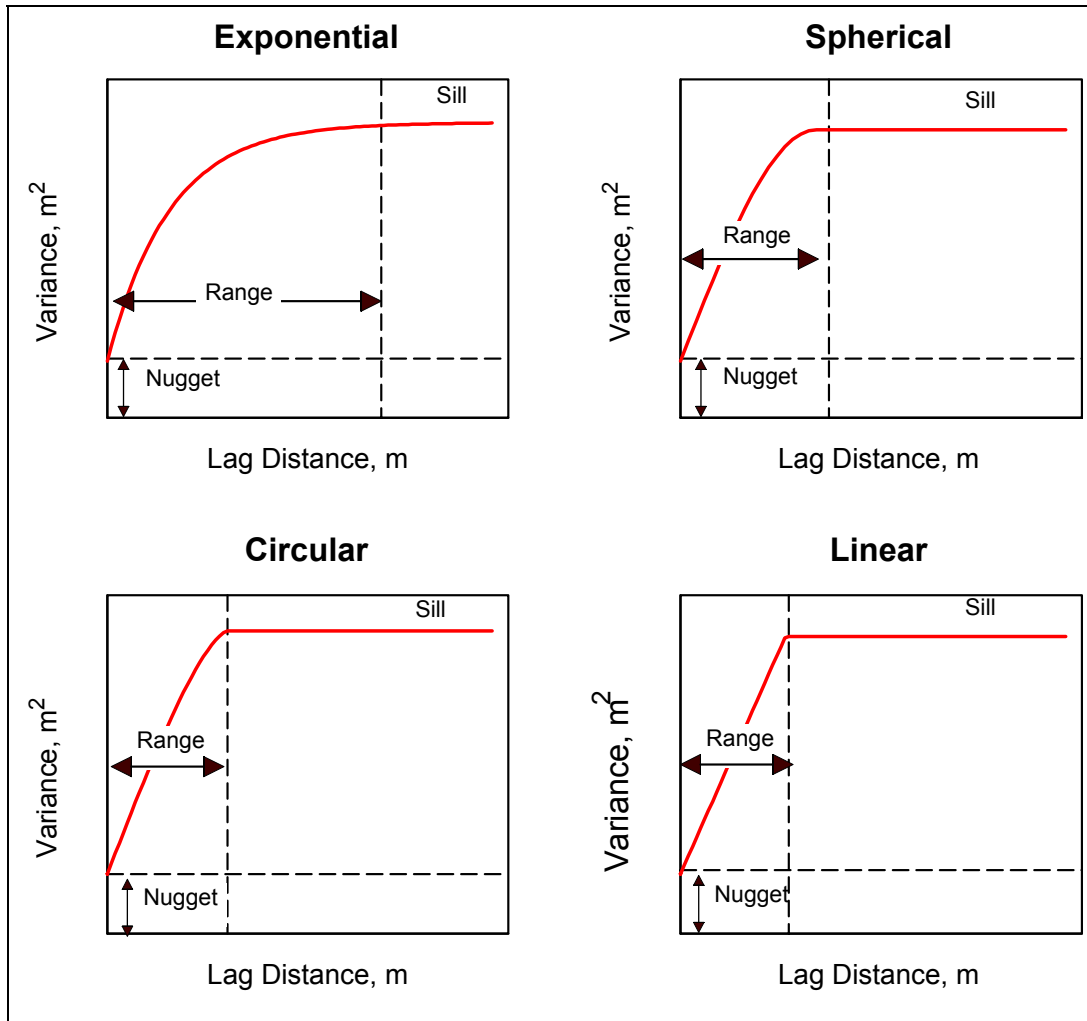 Exponential
Sill
Variance, m²
Range
Nugget
Lag Distance, m
Spherical
Sill
Variance, m²
Range
Nugget
Lag Distance, m
Circular
Sill
Variance, m²
Range
Nugget
Lag Distance, m
Linear
Sill
Variance, m²
Range
Nugget
Lag Distance, m